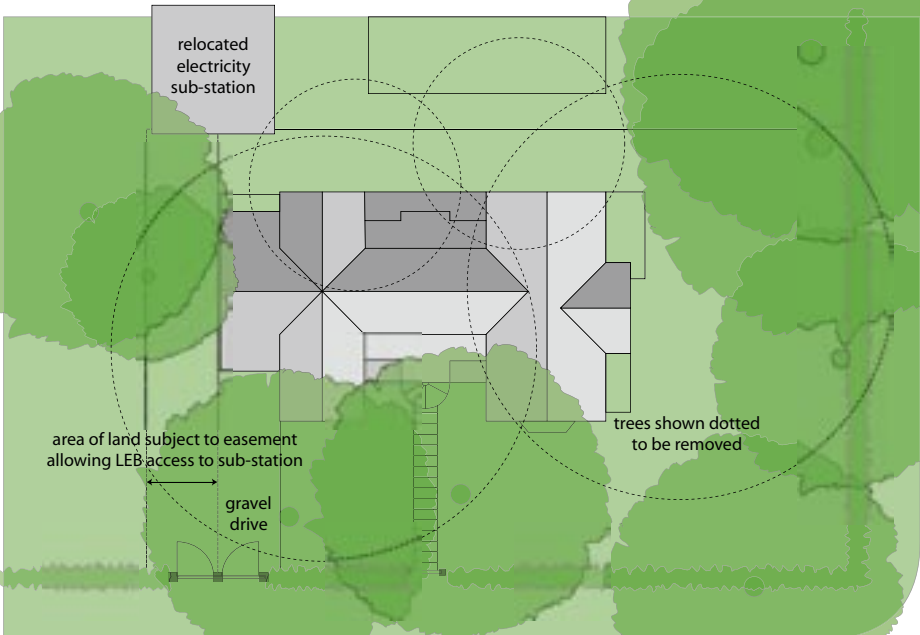 relocated
electricity
sub-station
trees shown dotted
to be removed
area of land subject to easement
allowing LEB access to sub-station
gravel
drive